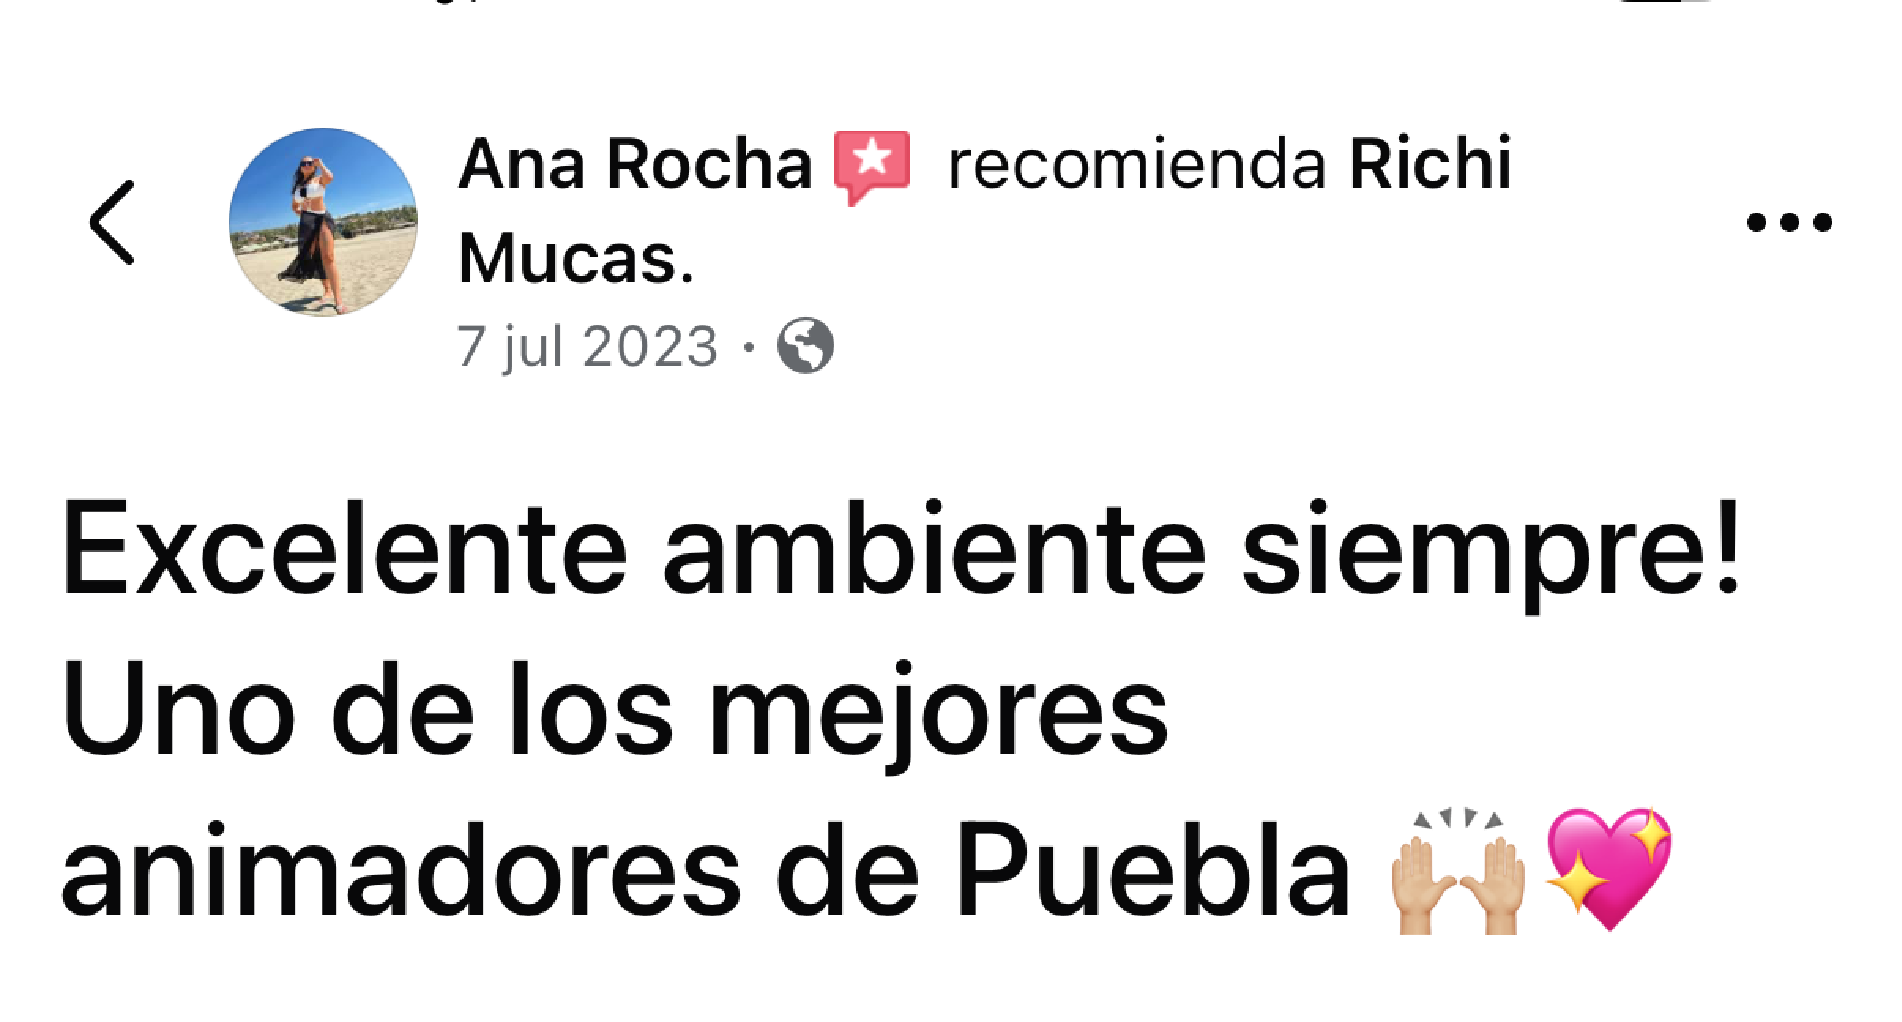 Ana Rocha recomienda Richi
Mucas.
7 jul 2023 ·
Excelente ambiente siempre!
Uno de los mejores
animadores de Puebla 🙌🏼💖